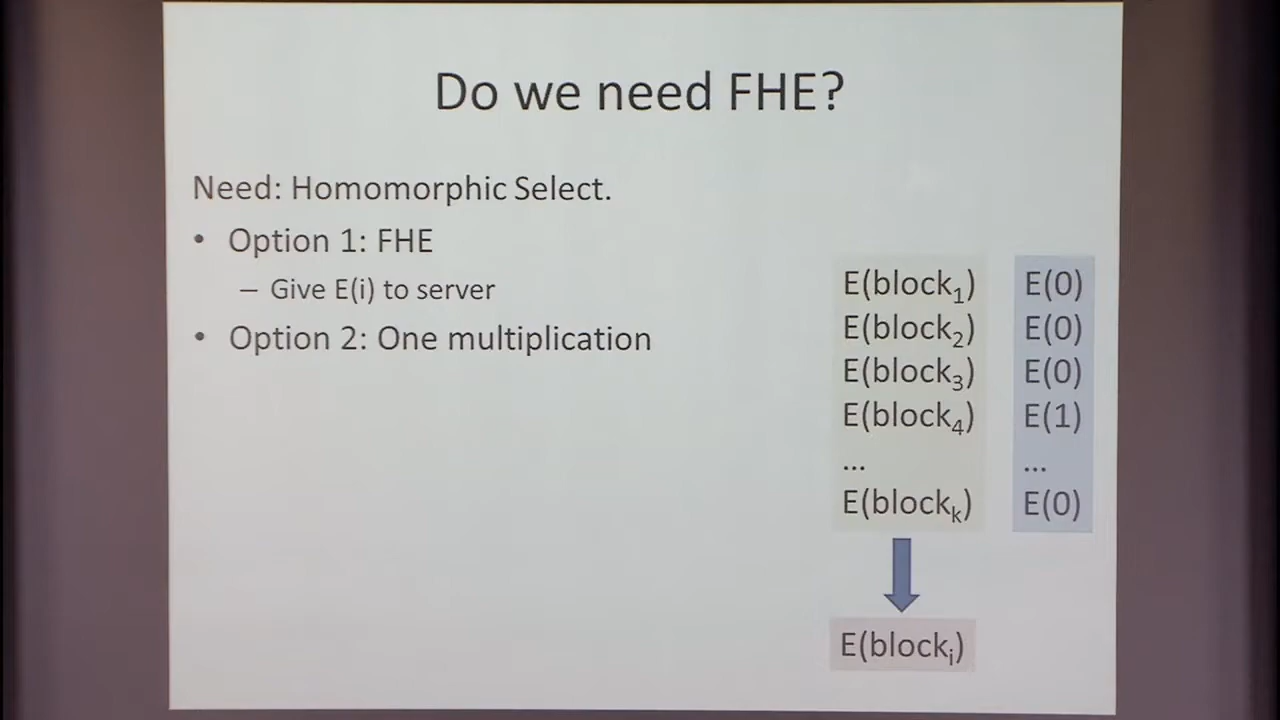 Do we need FHE?
Need: Homomorphic Select.
• Option 1: FHE
– Give E(i) to server
• Option 2: One multiplication
E(block₁) E(0)
E(block₂) E(0)
E(block₃) E(0)
E(block₄) E(1)
... ...
E(blockₖ) E(0)
E(blockᵢ)